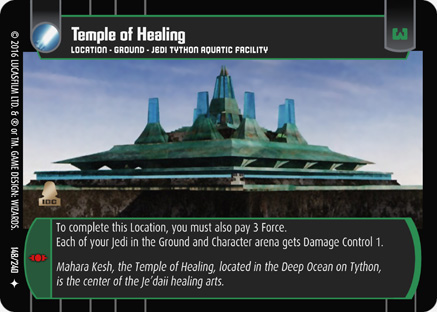 Temple of Healing
LOCATION - GROUND - JEDI TYTHON AQUATIC FACILITY
© 2016 LUCASFILM LTD. & ® or TM. GAME DESIGN: WIZARDS.
148/240
IDC
To complete this Location, you must also pay 3 Force.
Each of your Jedi in the Ground and Character arena gets Damage Control 1.
Mahara Kesh, the Temple of Healing, located in the Deep Ocean on Tython,
is the center of the Je'daii healing arts.